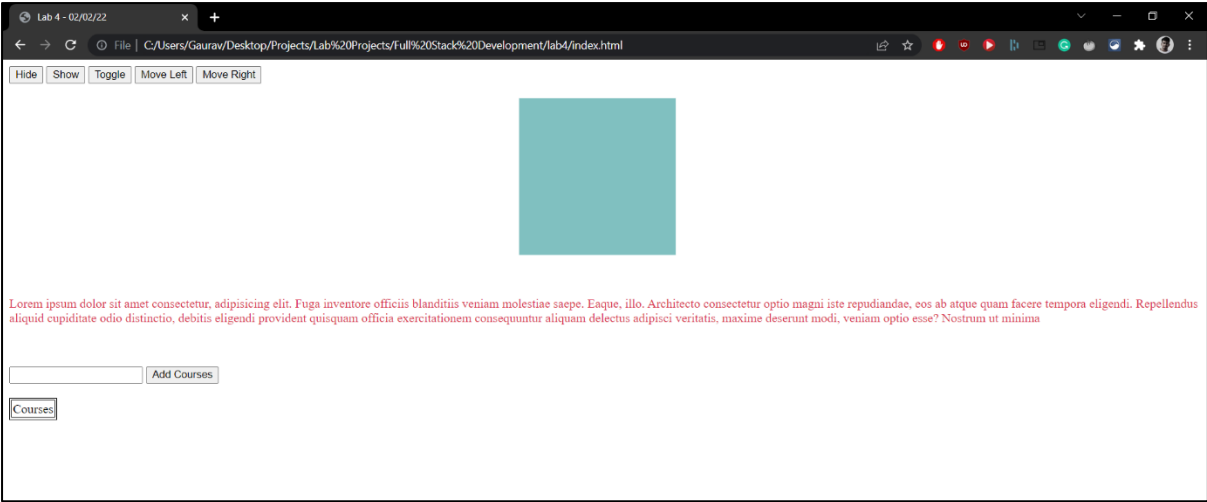 Lab 4 - 02/02/22
File | C:/Users/Gaurav/Desktop/Projects/Lab%20Projects/Full%20Stack%20Development/lab4/index.html
Hide Show Toggle Move Left Move Right
Lorem ipsum dolor sit amet consectetur, adipisicing elit. Fuga inventore officiis blanditiis veniam molestiae saepe. Eaque, illo. Architecto consectetur optio magni iste repudiandae, eos ab atque quam facere tempora eligendi. Repellendus
aliquid cupiditate odio distinctio, debitis eligendi provident quisquam officia exercitationem consequuntur aliquam delectus adipisci veritatis, maxime deserunt modi, veniam optio esse? Nostrum ut minima
Add Courses
Courses